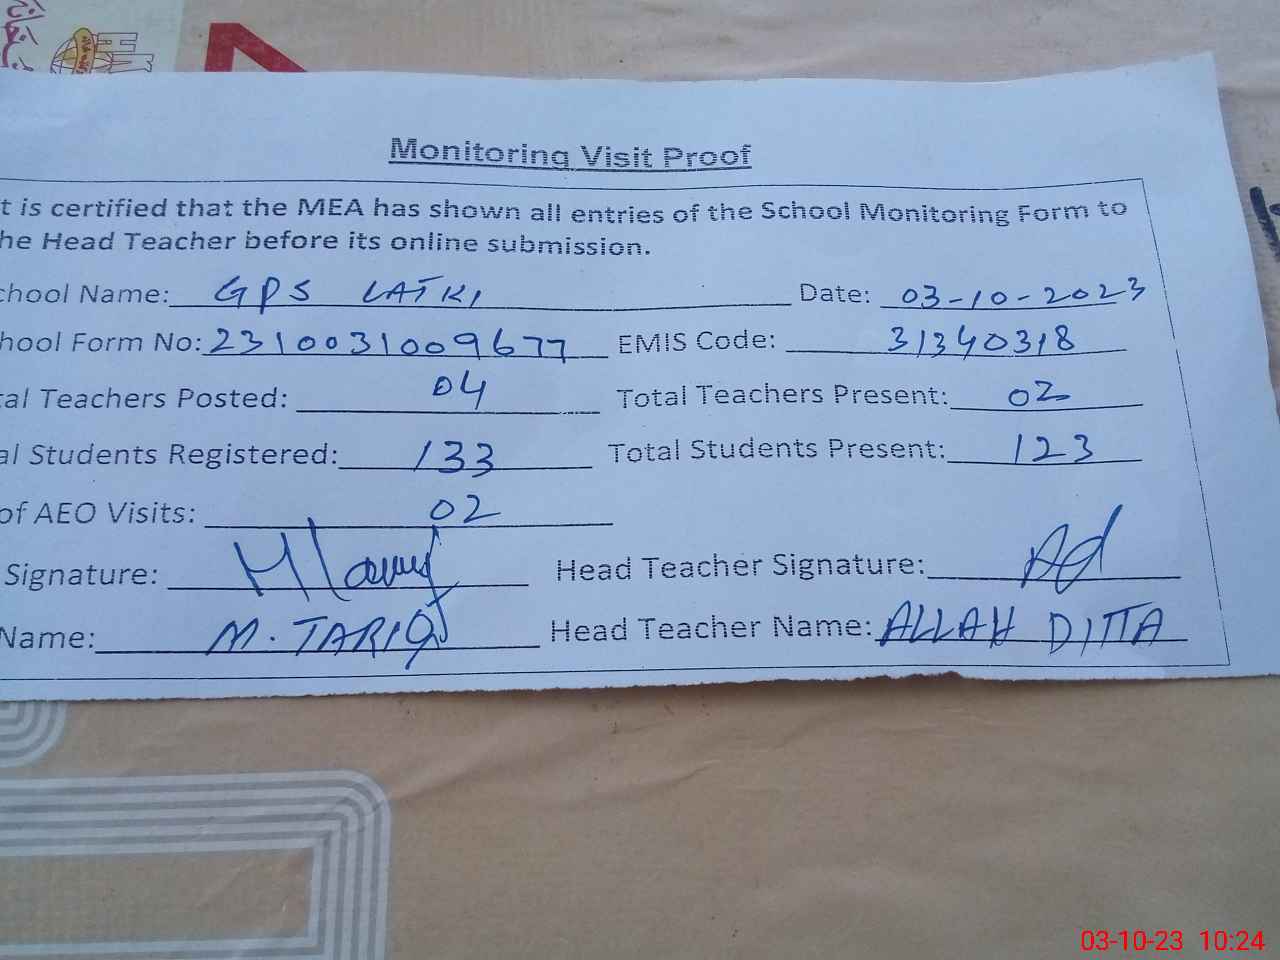 Monitoring Visit Proof
t is certified that the MEA has shown all entries of the School Monitoring Form to
he Head Teacher before its online submission.
chool Name: GPS LATKI Date: 03-10-2023
hool Form No: 2310031009677 EMIS Code: 31340318
tal Teachers Posted: 04 Total Teachers Present: 02
al Students Registered: 133 Total Students Present: 123
of AEO Visits: 02
Signature: Head Teacher Signature: Ad
Name: M. TARIQ Head Teacher Name: ALLAH DITTA
03-10-23 10:24